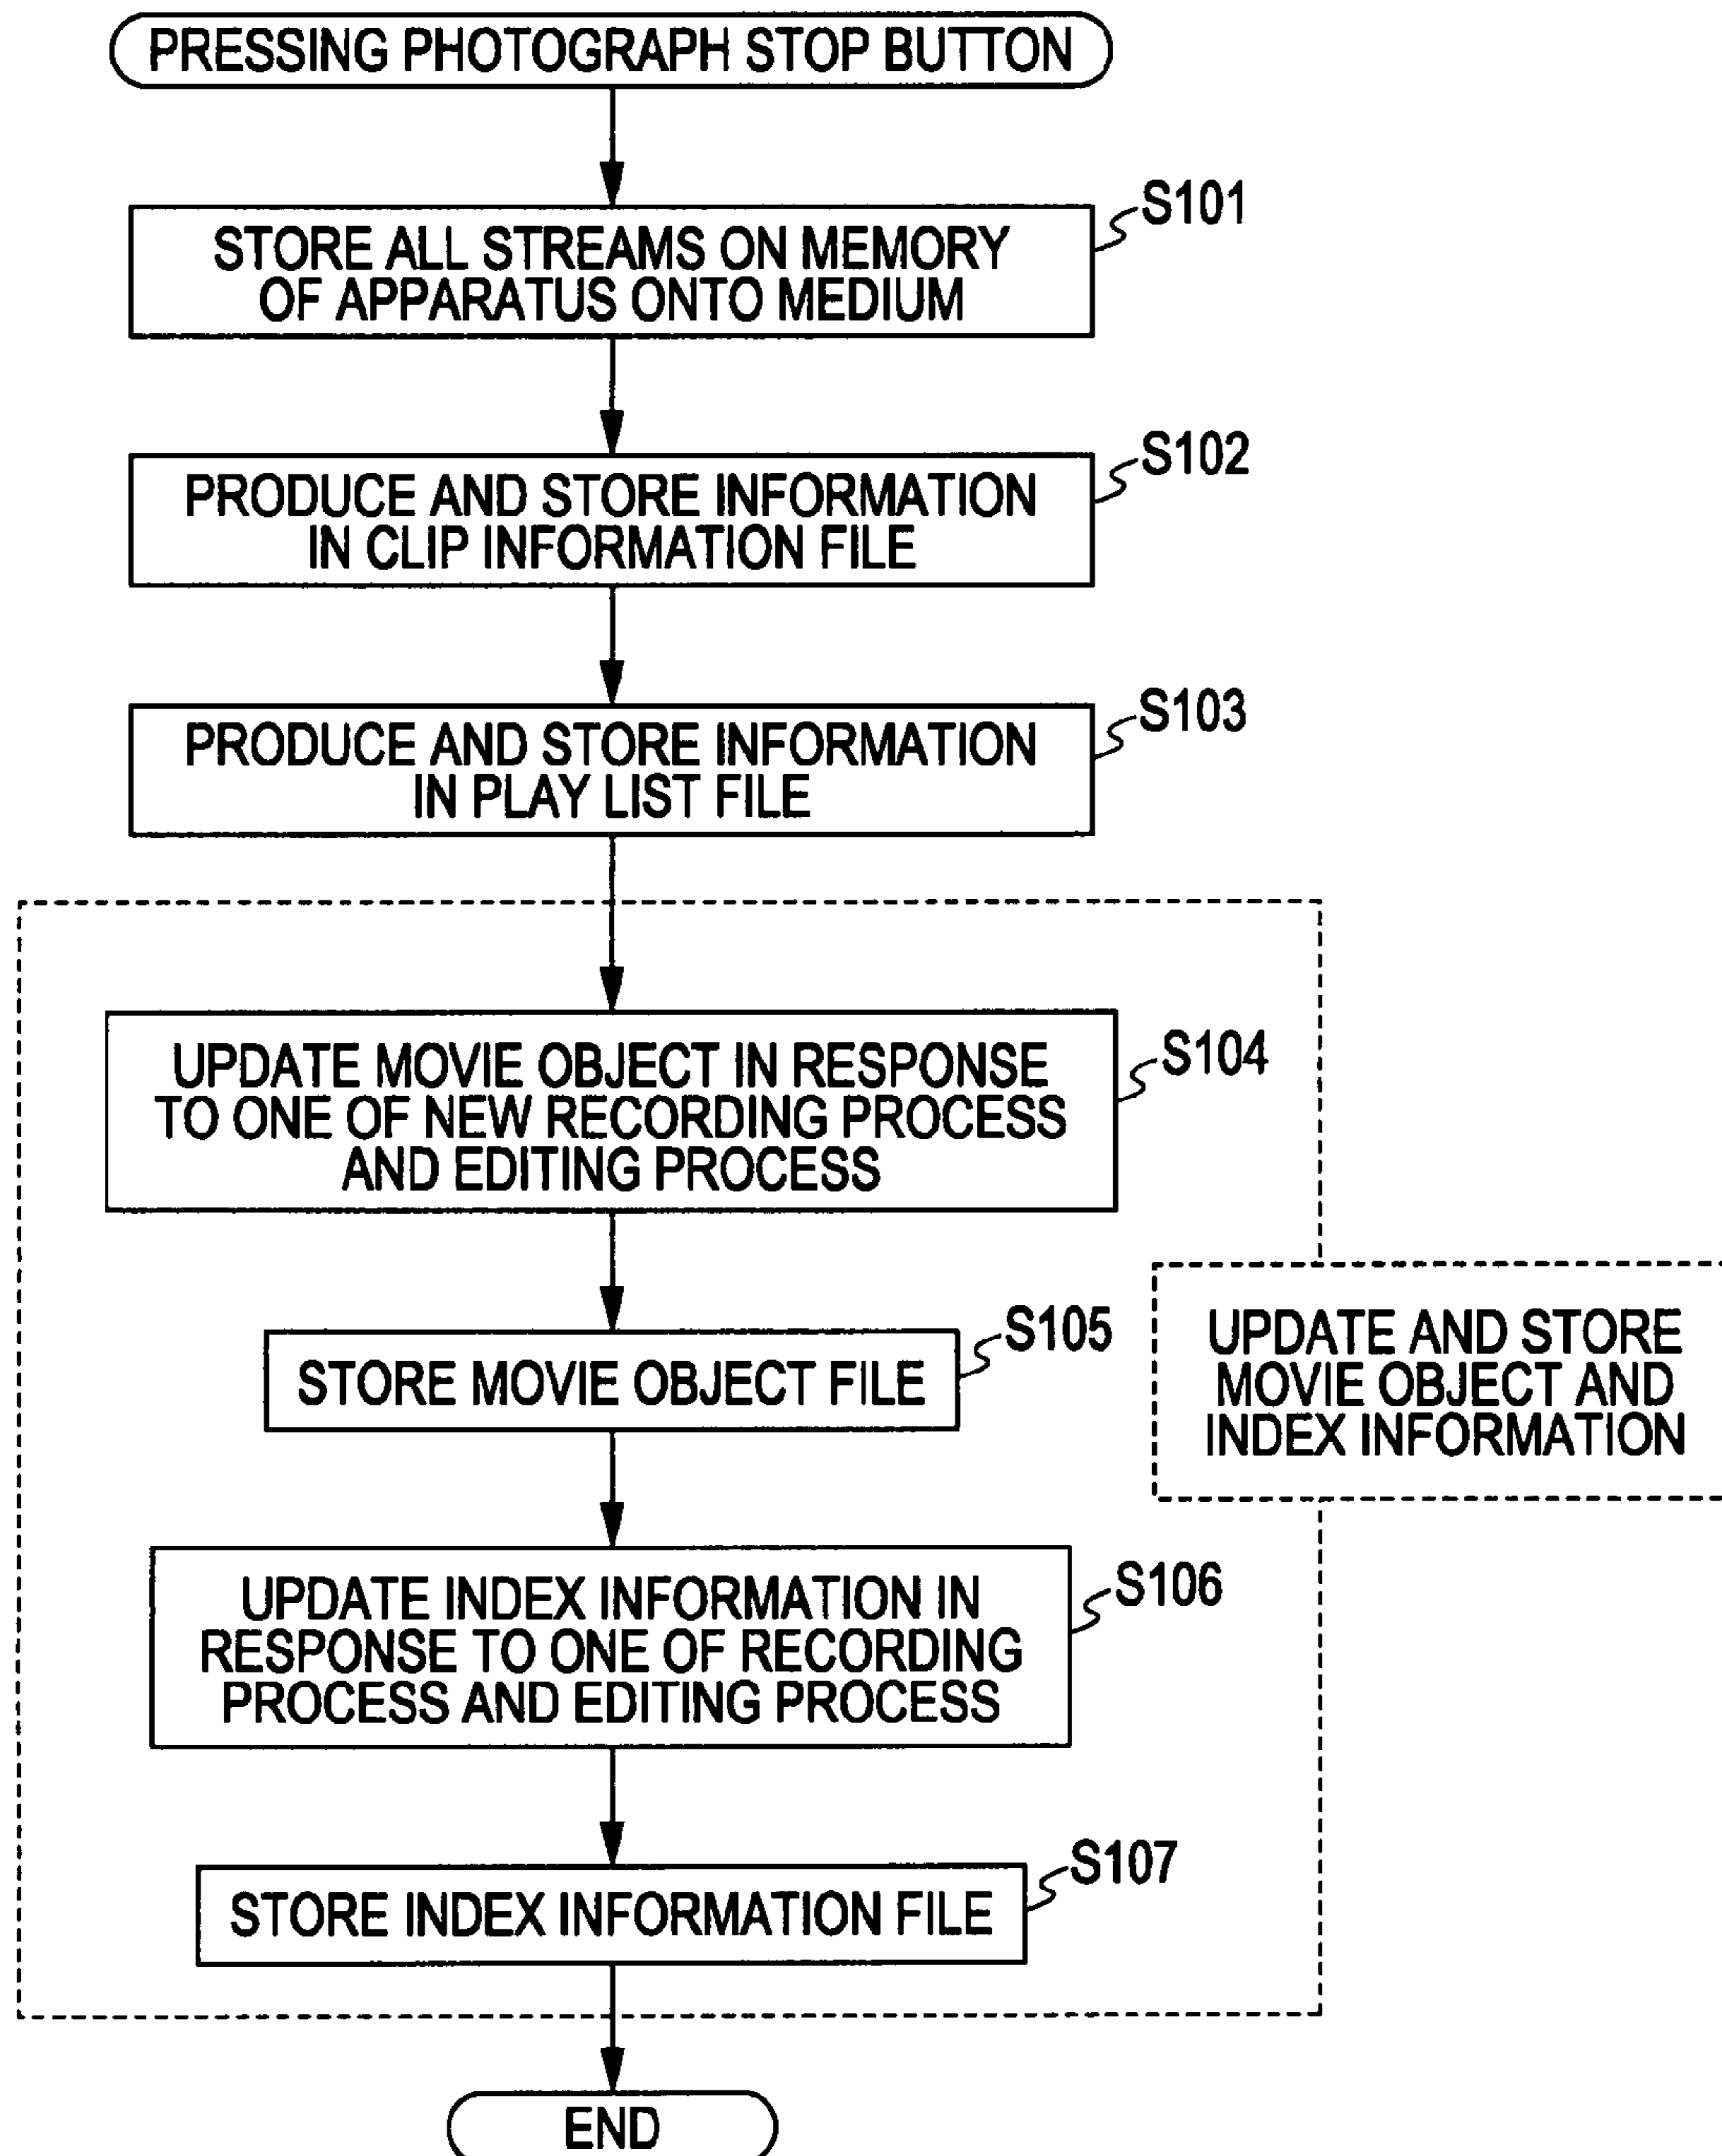 PRESSING PHOTOGRAPH STOP BUTTON
S101
STORE ALL STREAMS ON MEMORY
OF APPARATUS ONTO MEDIUM
S102
PRODUCE AND STORE INFORMATION
IN CLIP INFORMATION FILE
S103
PRODUCE AND STORE INFORMATION
IN PLAY LIST FILE
S104
UPDATE MOVIE OBJECT IN RESPONSE
TO ONE OF NEW RECORDING PROCESS
AND EDITING PROCESS
S105
STORE MOVIE OBJECT FILE
UPDATE AND STORE
MOVIE OBJECT AND
INDEX INFORMATION
S106
UPDATE INDEX INFORMATION IN
RESPONSE TO ONE OF RECORDING
PROCESS AND EDITING PROCESS
S107
STORE INDEX INFORMATION FILE
END